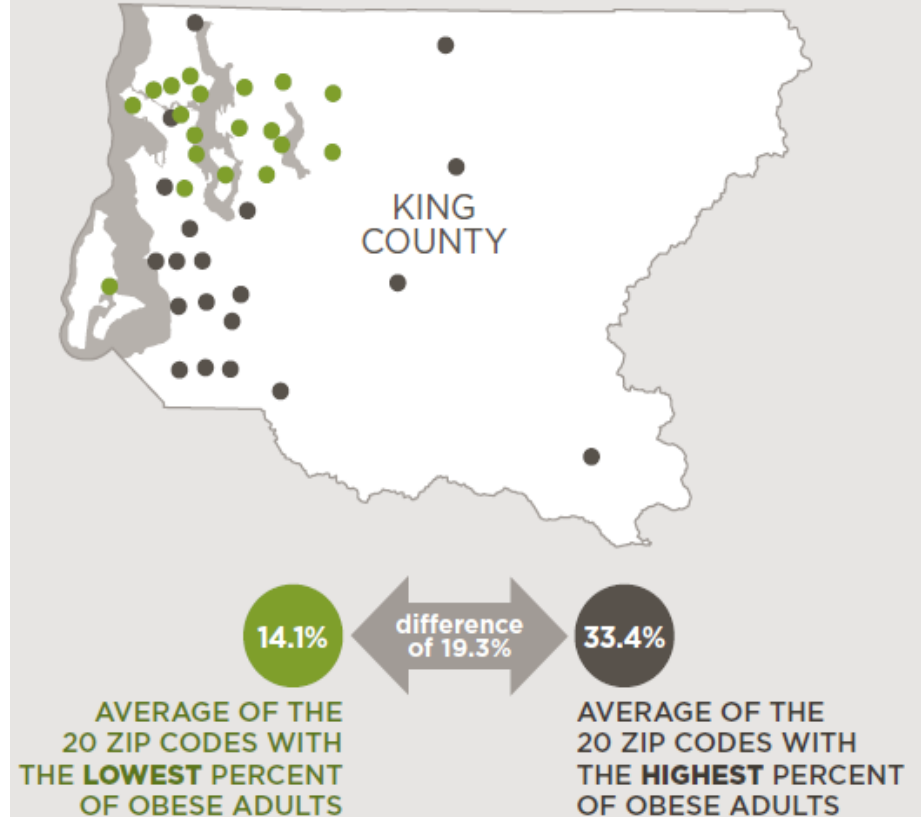 KING
COUNTY
14.1%
difference
of 19.3%
33.4%
AVERAGE OF THE
20 ZIP CODES WITH
THE LOWEST PERCENT
OF OBESE ADULTS
AVERAGE OF THE
20 ZIP CODES WITH
THE HIGHEST PERCENT
OF OBESE ADULTS